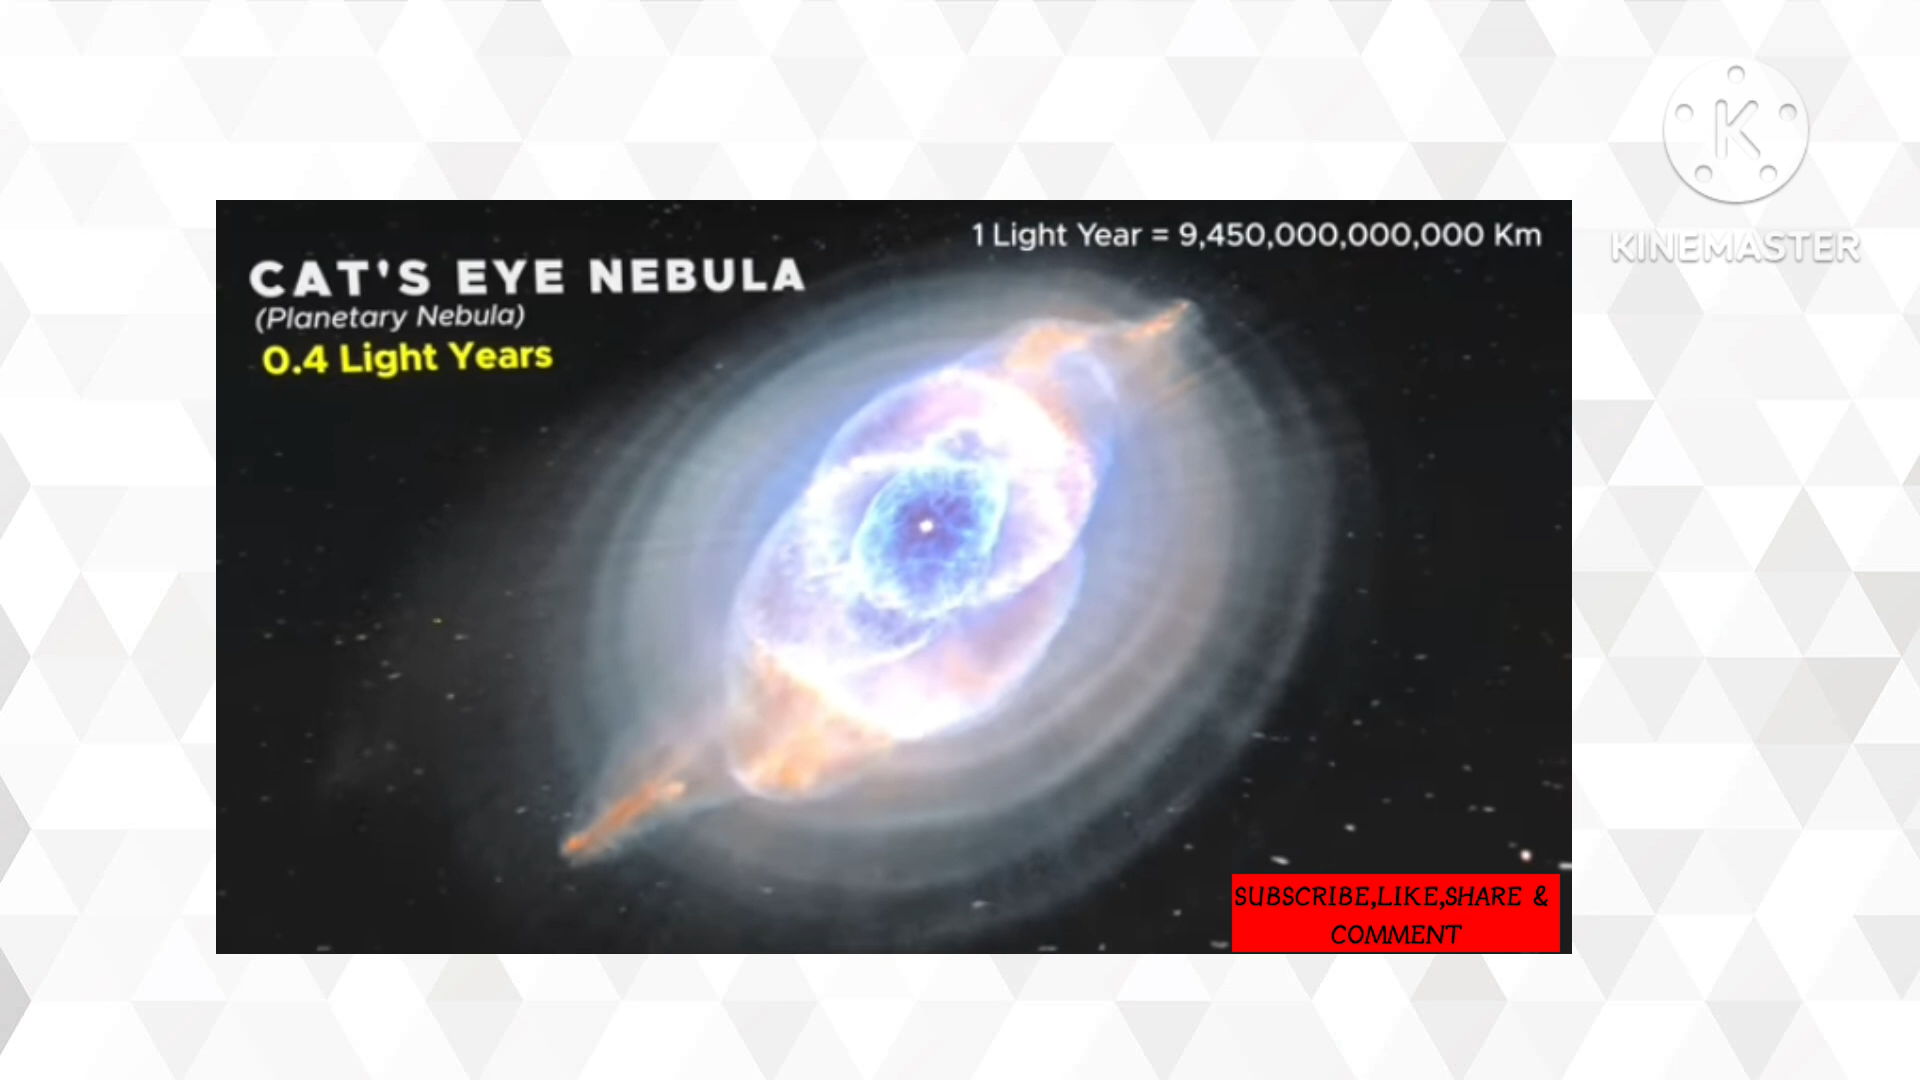 1 Light Year = 9,450,000,000,000 Km
CAT'S EYE NEBULA
(Planetary Nebula)
0.4 Light Years
K
KINEMASTER
SUBSCRIBE,LIKE,SHARE &
COMMENT